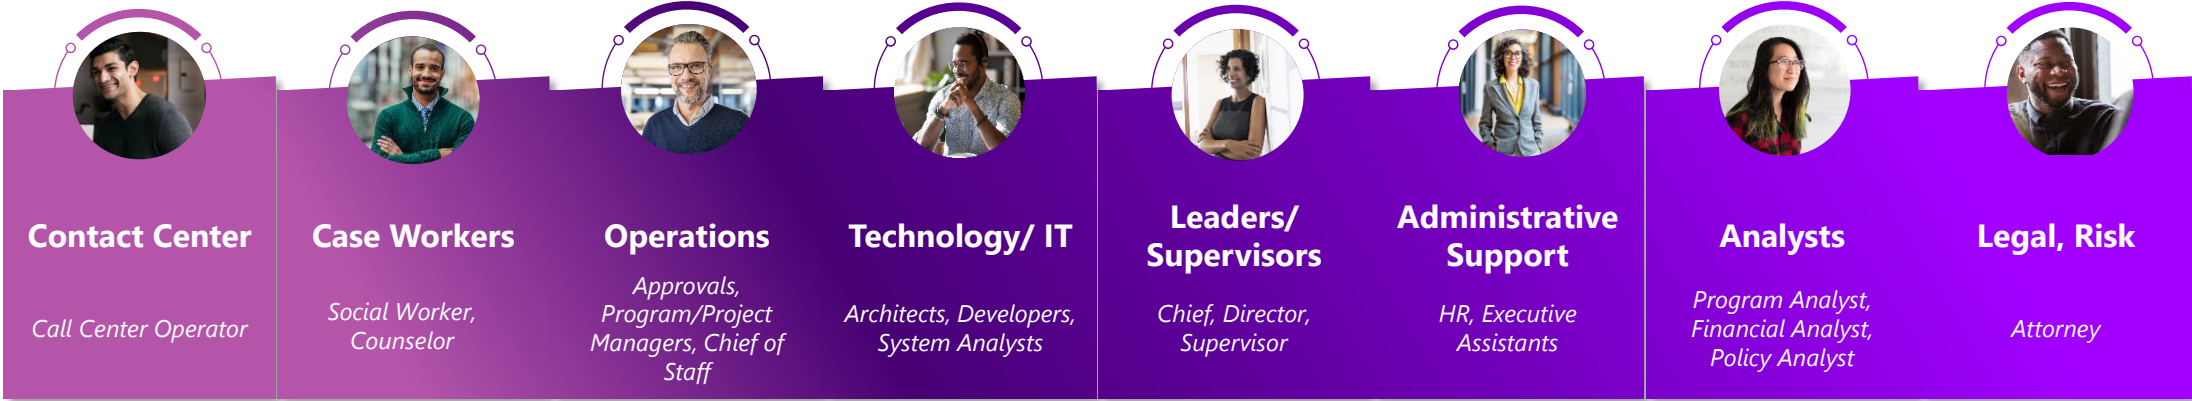 Contact Center
Call Center Operator
Case Workers
Social Worker,
Counselor
Operations
Approvals,
Program/Project
Managers, Chief of
Staff
Technology/ IT
Architects, Developers,
System Analysts
Leaders/
Supervisors
Chief, Director,
Supervisor
Administrative
Support
HR, Executive
Assistants
Analysts
Program Analyst,
Financial Analyst,
Policy Analyst
Legal, Risk
Attorney